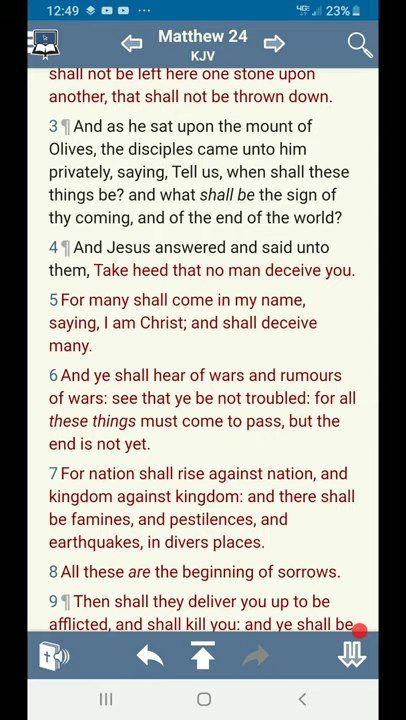 12:49 23%
Matthew 24
KJV
shall not be left here one stone upon
another, that shall not be thrown down.
3 ¶ And as he sat upon the mount of
Olives, the disciples came unto him
privately, saying, Tell us, when shall these
things be? and what shall be the sign of
thy coming, and of the end of the world?
4 ¶ And Jesus answered and said unto
them, Take heed that no man deceive you.
5 For many shall come in my name,
saying, I am Christ; and shall deceive
many.
6 And ye shall hear of wars and rumours
of wars: see that ye be not troubled: for all
these things must come to pass, but the
end is not yet.
7 For nation shall rise against nation, and
kingdom against kingdom: and there shall
be famines, and pestilences, and
earthquakes, in divers places.
8 All these are the beginning of sorrows.
9 ¶ Then shall they deliver you up to be
afflicted, and shall kill you: and ye shall be